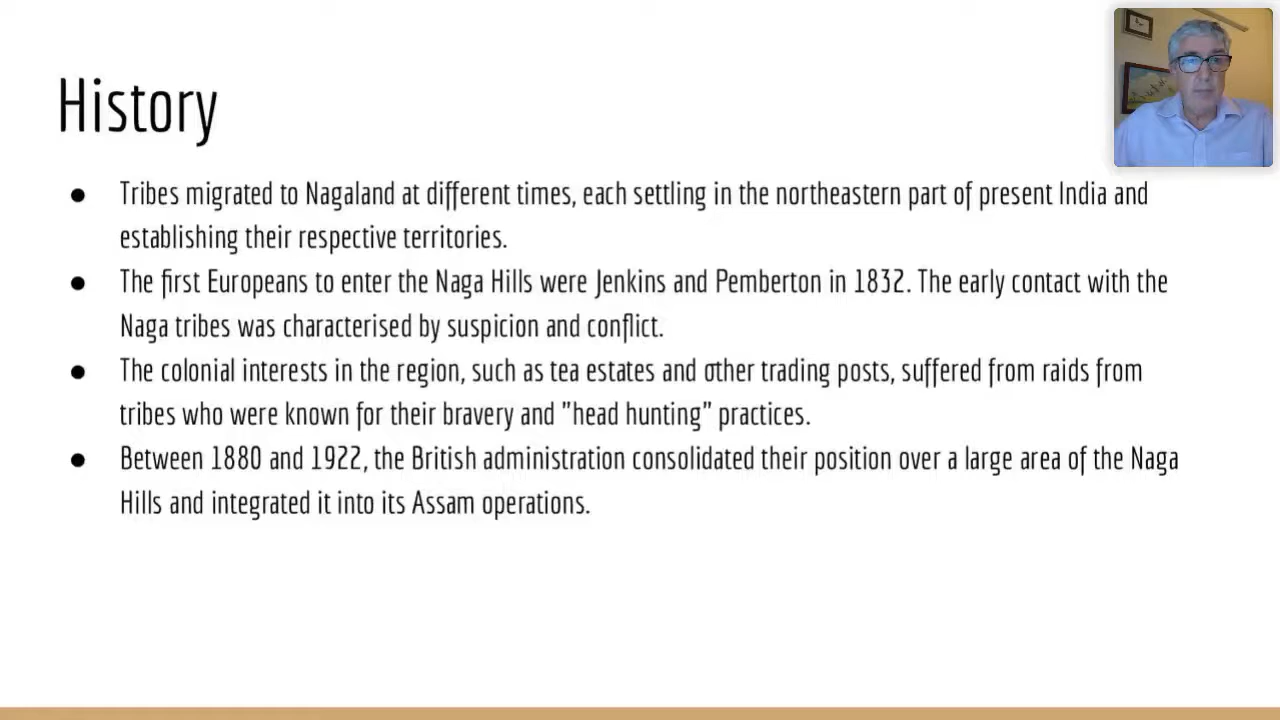 History
● Tribes migrated to Nagaland at different times, each settling in the northeastern part of present India and
establishing their respective territories.
● The first Europeans to enter the Naga Hills were Jenkins and Pemberton in 1832. The early contact with the
Naga tribes was characterised by suspicion and conflict.
● The colonial interests in the region, such as tea estates and other trading posts, suffered from raids from
tribes who were known for their bravery and "head hunting" practices.
● Between 1880 and 1922, the British administration consolidated their position over a large area of the Naga
Hills and integrated it into its Assam operations.